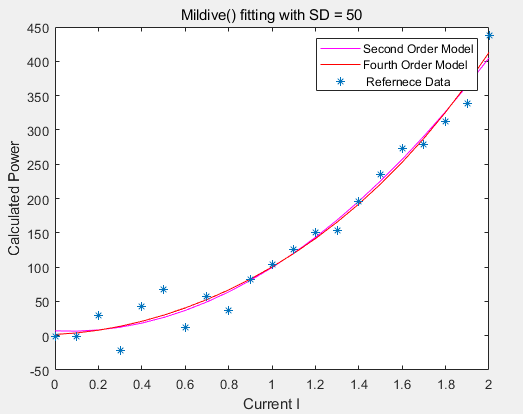 Mildive() fitting with SD = 50
450
400
350
300
250
200
150
100
50
0
-50
Calculated Power
Second Order Model
Fourth Order Model
Refernece Data
0 0.2 0.4 0.6 0.8 1 1.2 1.4 1.6 1.8 2
Current I